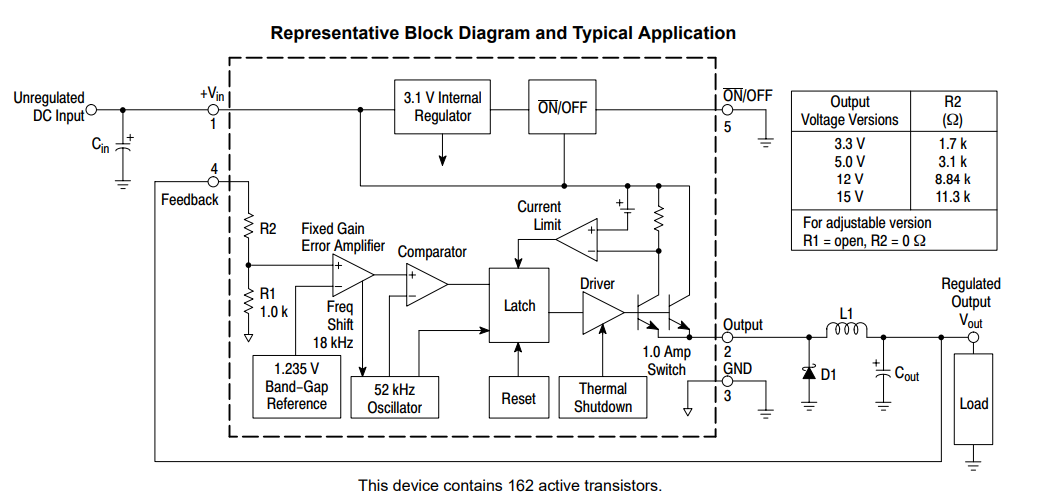 Representative Block Diagram and Typical Application
Unregulated
DC Input
Cin
+
+Vin
1
3.1 V Internal
Regulator
ON/OFF
ON/OFF
5
Output
Voltage Versions
R2
(Ω)
3.3 V
1.7 k
5.0 V
3.1 k
12 V
8.84 k
15 V
11.3 k
For adjustable version
R1 = open, R2 = 0 Ω
4
Feedback
R2
Fixed Gain
Error Amplifier
+
–
Comparator
+
–
Current
Limit
+
+
–
R1
1.0 k
Freq
Shift
18 kHz
Latch
Driver
1.0 Amp
Switch
Output
2
GND
3
L1
D1
+
Cout
Regulated
Output
Vout
Load
1.235 V
Band–Gap
Reference
52 kHz
Oscillator
Reset
Thermal
Shutdown
This device contains 162 active transistors.